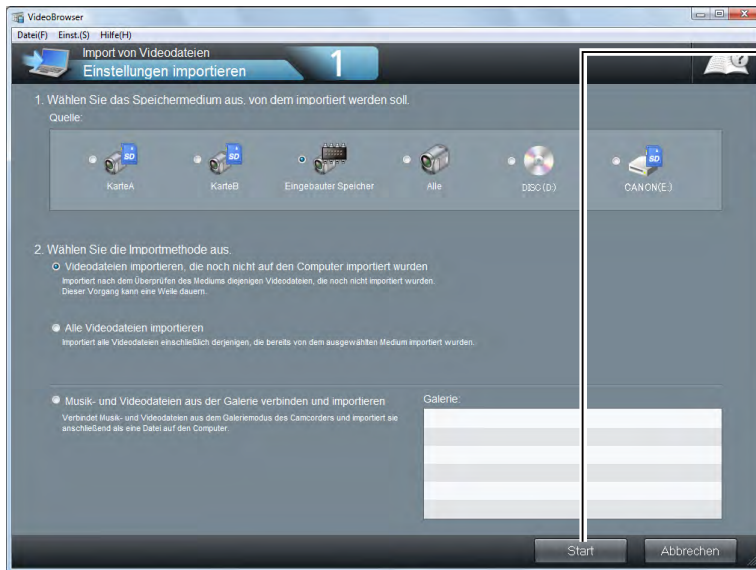 VideoBrowser
Datei(F) Einst.(S) Hilfe(H)
Import von Videodateien
Einstellungen importieren
1
1. Wählen Sie das Speichermedium aus, von dem importiert werden soll.
Quelle:
SD SD SD
KarteA KarteB Eingebauter Speicher Alle DISC(D:) CANON(E:)
2. Wählen Sie die Importmethode aus.
Videodateien importieren, die noch nicht auf den Computer importiert wurden
Importiert nach dem Überprüfen des Mediums diejenigen Videodateien, die noch nicht importiert wurden.
Dieser Vorgang kann eine Weile dauern.
Alle Videodateien importieren
Importiert alle Videodateien einschließlich derjenigen, die bereits von dem ausgewählten Medium importiert wurden.
Musik- und Videodateien aus der Galerie verbinden und importieren
Verbindet Musik- und Videodateien aus dem Galeriemodus des Camcorders und importiert sie
anschließend als eine Datei auf den Computer.
Galerie:
Start Abbrechen